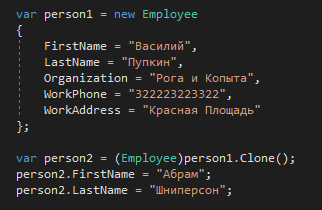 var person1 = new Employee
{
FirstName = "Василий",
LastName = "Пупкин",
Organization = "Рога и Копыта",
WorkPhone = "322223223322",
WorkAddress = "Красная Площадь"
};
var person2 = (Employee)person1.Clone();
person2.FirstName = "Абрам";
person2.LastName = "Шниперсон";